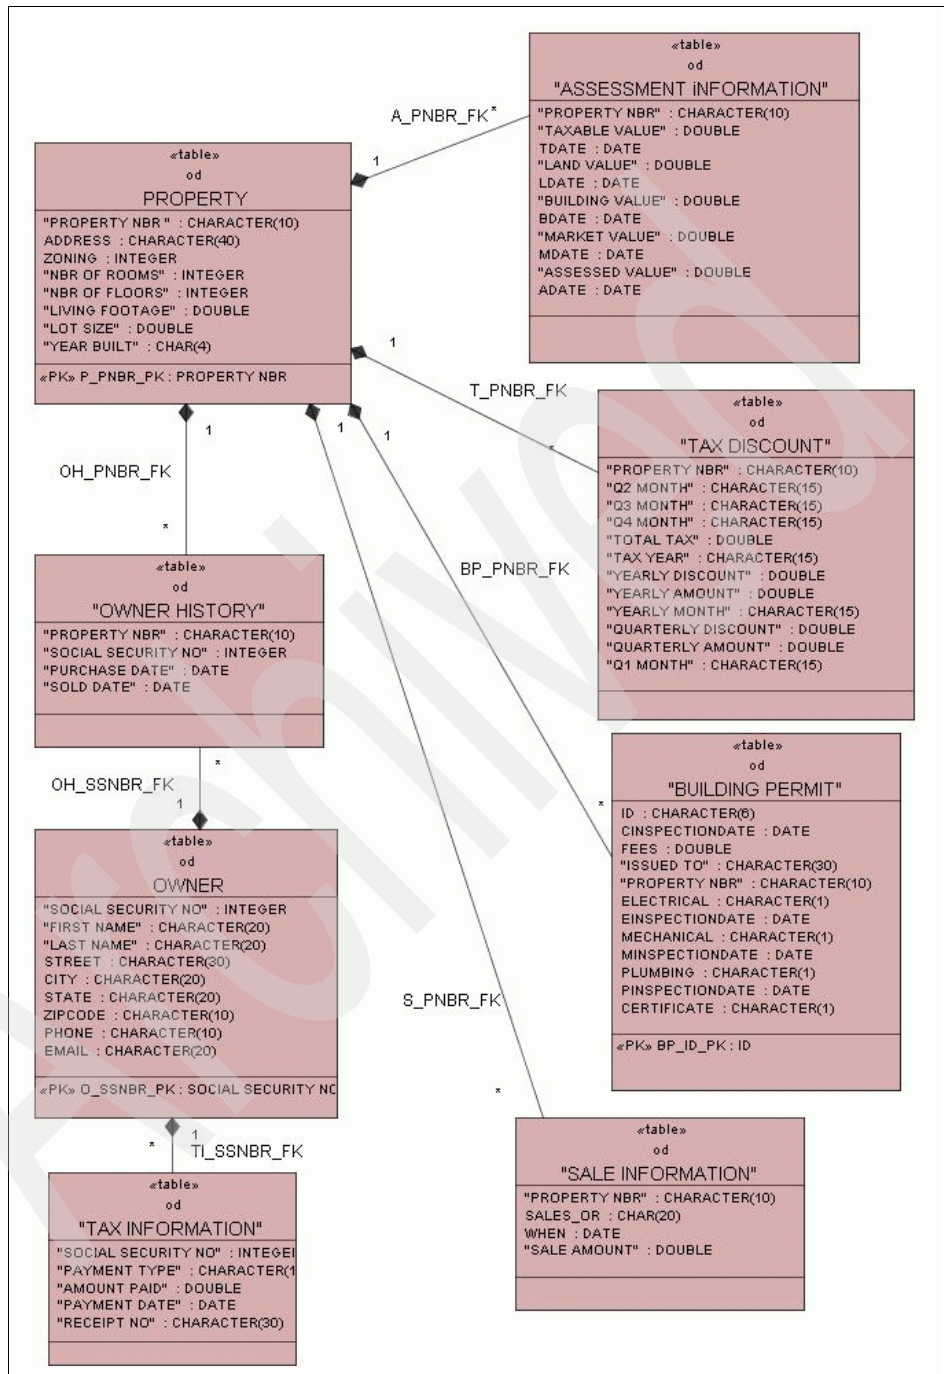 «table»
od
"ASSESSMENT iNFORMATION"
"PROPERTY NBR" : CHARACTER(10)
"TAXABLE VALUE" : DOUBLE
TDATE : DATE
"LAND VALUE" : DOUBLE
LDATE : DATE
"BUILDING VALUE" : DOUBLE
BDATE : DATE
"MARKET VALUE" : DOUBLE
MDATE : DATE
"ASSESSED VALUE" : DOUBLE
ADATE : DATE
A_PNBR_FK
*
1
«table»
od
PROPERTY
"PROPERTY NBR " : CHARACTER(10)
ADDRESS : CHARACTER(40)
ZONING : INTEGER
"NBR OF ROOMS" : INTEGER
"NBR OF FLOORS" : INTEGER
"LIVING FOOTAGE" : DOUBLE
"LOT SIZE" : DOUBLE
"YEAR BUILT" : CHAR(4)
«PK» P_PNBR_PK : PROPERTY NBR
1
T_PNBR_FK
*
«table»
od
"TAX DISCOUNT"
"PROPERTY NBR" : CHARACTER(10)
"Q2 MONTH" : CHARACTER(15)
"Q3 MONTH" : CHARACTER(15)
"Q4 MONTH" : CHARACTER(15)
"TOTAL TAX" : DOUBLE
"TAX YEAR" : CHARACTER(15)
"YEARLY DISCOUNT" : DOUBLE
"YEARLY AMOUNT" : DOUBLE
"YEARLY MONTH" : CHARACTER(15)
"QUARTERLY DISCOUNT" : DOUBLE
"QUARTERLY AMOUNT" : DOUBLE
"Q1 MONTH" : CHARACTER(15)
1
1
1
OH_PNBR_FK
*
BP_PNBR_FK
*
«table»
od
"OWNER HISTORY"
"PROPERTY NBR" : CHARACTER(10)
"SOCIAL SECURITY NO" : INTEGER
"PURCHASE DATE" : DATE
"SOLD DATE" : DATE
*
OH_SSNBR_FK
1
«table»
od
"BUILDING PERMIT"
ID : CHARACTER(6)
CINSPECTIONDATE : DATE
FEES : DOUBLE
"ISSUED TO" : CHARACTER(30)
"PROPERTY NBR" : CHARACTER(10)
ELECTRICAL : CHARACTER(1)
EINSPECTIONDATE : DATE
MECHANICAL : CHARACTER(1)
MINSPECTIONDATE : DATE
PLUMBING : CHARACTER(1)
PINSPECTIONDATE : DATE
CERTIFICATE : CHARACTER(1)
«PK» BP_ID_PK : ID
«table»
od
OWNER
"SOCIAL SECURITY NO" : INTEGER
"FIRST NAME" : CHARACTER(20)
"LAST NAME" : CHARACTER(20)
STREET : CHARACTER(30)
CITY : CHARACTER(20)
STATE : CHARACTER(20)
ZIPCODE : CHARACTER(10)
PHONE : CHARACTER(10)
EMAIL : CHARACTER(20)
«PK» O_SSNBR_PK : SOCIAL SECURITY NO
S_PNBR_FK
*
1
*
TI_SSNBR_FK
«table»
od
"SALE INFORMATION"
"PROPERTY NBR" : CHARACTER(10)
SALES_OR : CHAR(20)
WHEN : DATE
"SALE AMOUNT" : DOUBLE
«table»
od
"TAX INFORMATION"
"SOCIAL SECURITY NO" : INTEGE
"PAYMENT TYPE" : CHARACTER(1
"AMOUNT PAID" : DOUBLE
"PAYMENT DATE" : DATE
"RECEIPT NO" : CHARACTER(30)
Archived